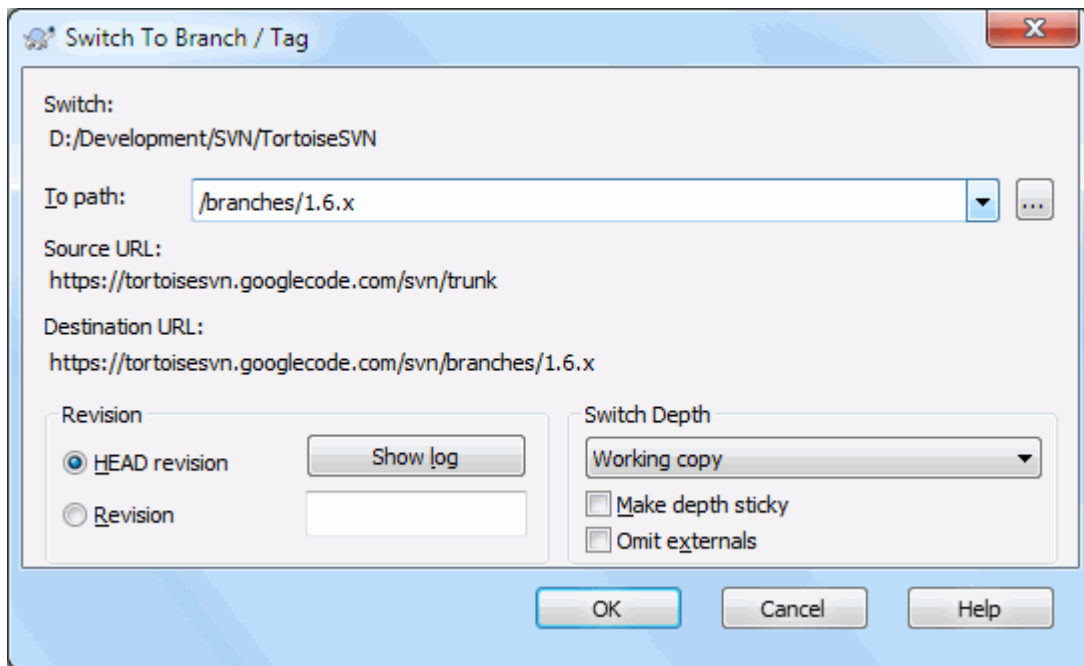 Switch To Branch / Tag
Switch:
D:/Development/SVN/TortoiseSVN
To path:
/branches/1.6.x
...
Source URL:
https://tortoisesvn.googlecode.com/svn/trunk
Destination URL:
https://tortoisesvn.googlecode.com/svn/branches/1.6.x
Revision
HEAD revision
Show log
Revision
Switch Depth
Working copy
Make depth sticky
Omit externals
OK
Cancel
Help